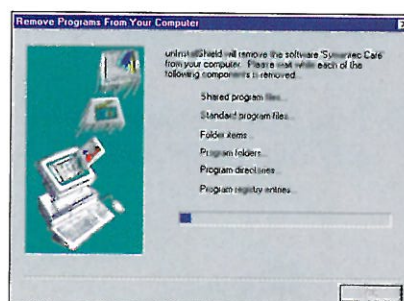 Remove Programs From Your Computer
unInstallShield will remove the software 'Symantec Café'
from your computer. Please wait while each of the
following components is removed...
Shared program files...
Standard program files...
Folder items...
Program folders...
Program directories...
Program registry entries...